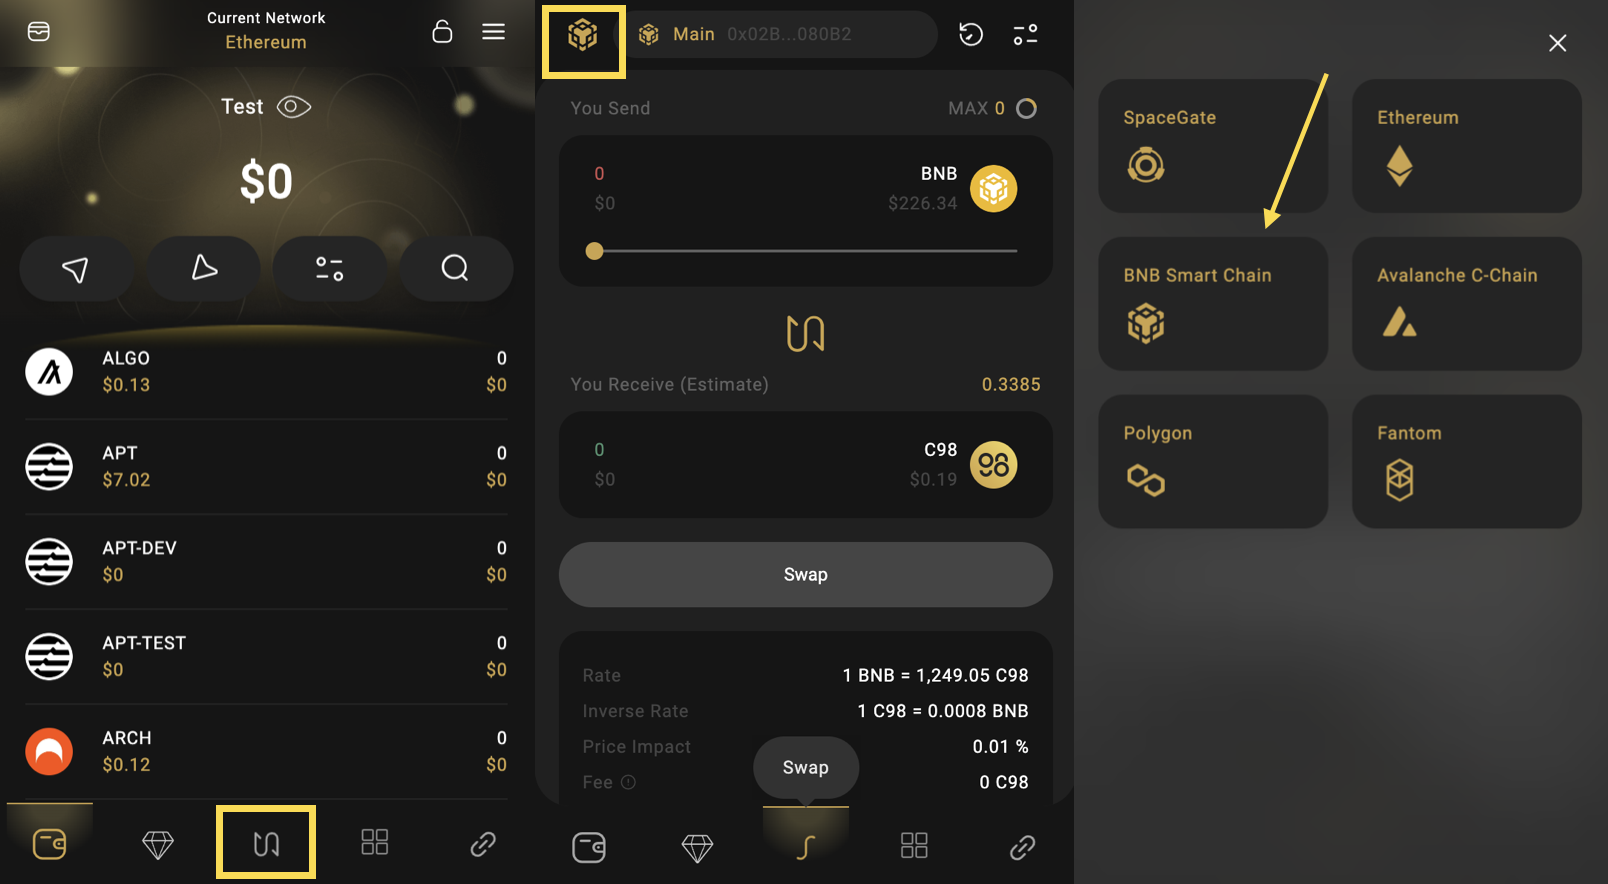 Current Network
Ethereum
Test
$0
ALGO 0
$0.13 $0
APT 0
$7.02 $0
APT-DEV 0
$0 $0
APT-TEST 0
$0 $0
ARCH 0
$0.12 $0
Main 0x02B...080B2
You Send MAX 0
0 BNB
$0 $226.34
You Receive (Estimate) 0.3385
0 C98
$0 $0.19
Swap
Rate 1 BNB = 1,249.05 C98
Inverse Rate 1 C98 = 0.0008 BNB
Price Impact 0.01 %
Swap
Fee 0 C98
SpaceGate
Ethereum
BNB Smart Chain
Avalanche C-Chain
Polygon
Fantom